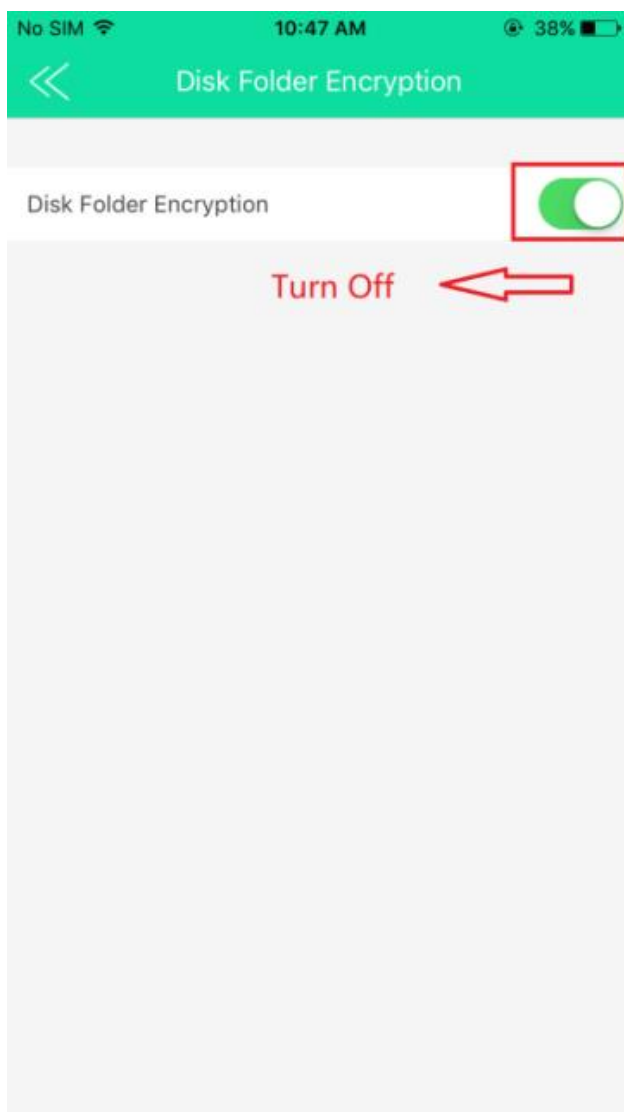 No SIM 10:47 AM 38%
Disk Folder Encryption
Disk Folder Encryption
Turn Off